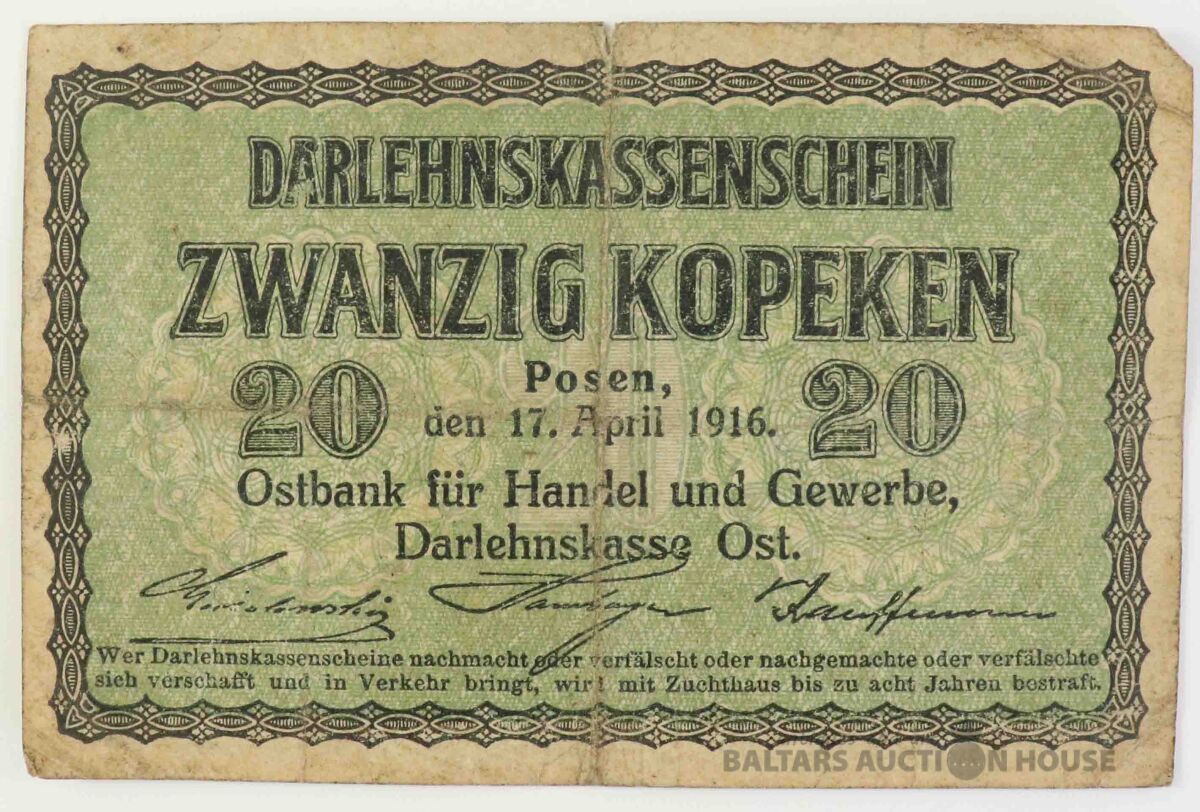 DARLEHNSKASSENSCHEIN
ZWANZIG KOPEKEN
20 Posen, 20
den 17. April 1916.
Ostbank für Handel und Gewerbe,
Darlehnskasse Ost.
Kauffmann
Wer Darlehnskassenscheine nachmacht oder verfälscht oder nachgemachte oder verfälschte
sich verschafft und in Verkehr bringt, wird mit Zuchthaus bis zu acht Jahren bestraft.
BALTARS AUCTION HOUSE